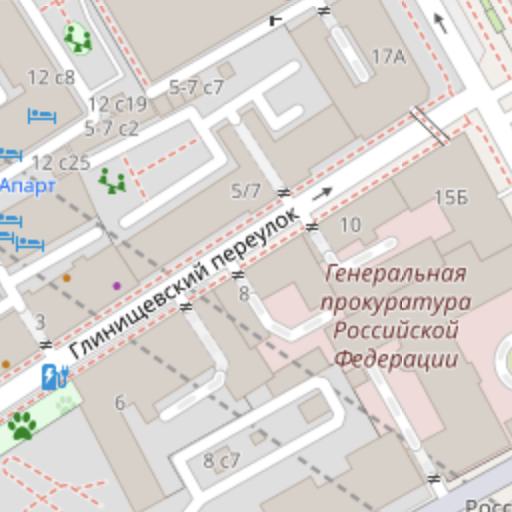 17А
12 с8
5-7 с7
12 с19
5-7 с2
12 с25
Апарт
5/7
15Б
10
Глинищевский переулок
Генеральная
прокуратура
Российской
Федерации
8
3
6
8 с7
Росс